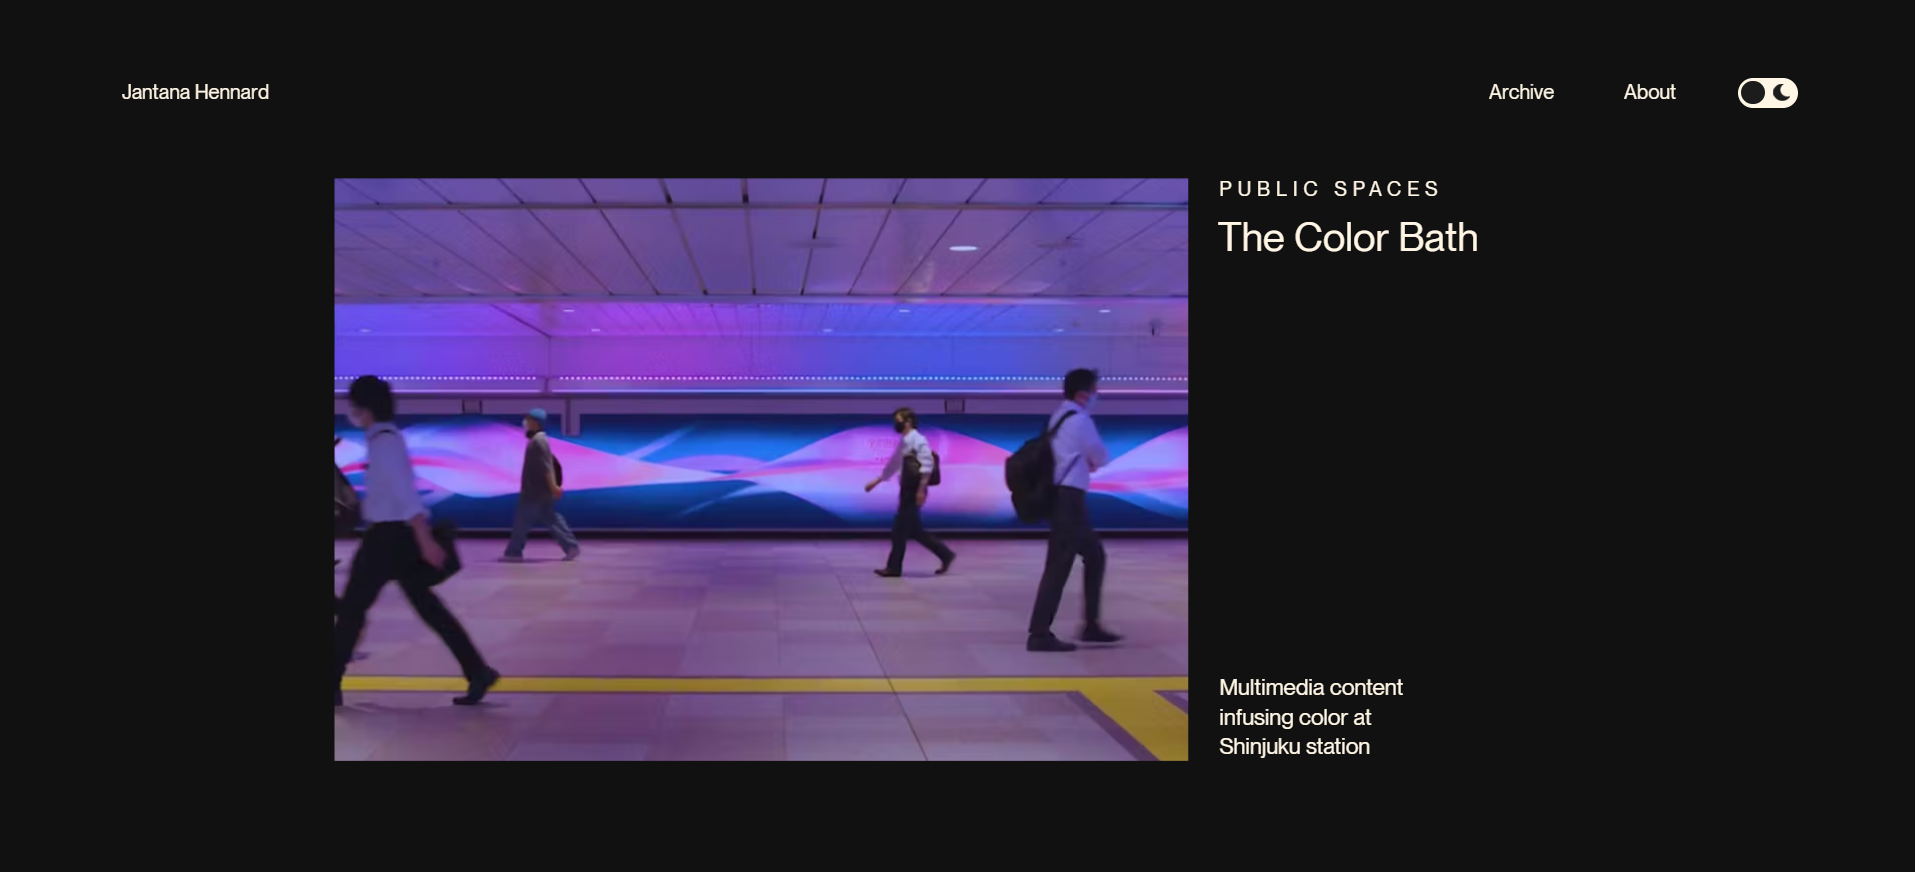 Jantana Hennard
Archive
About
PUBLIC SPACES
The Color Bath
Multimedia content
infusing color at
Shinjuku station